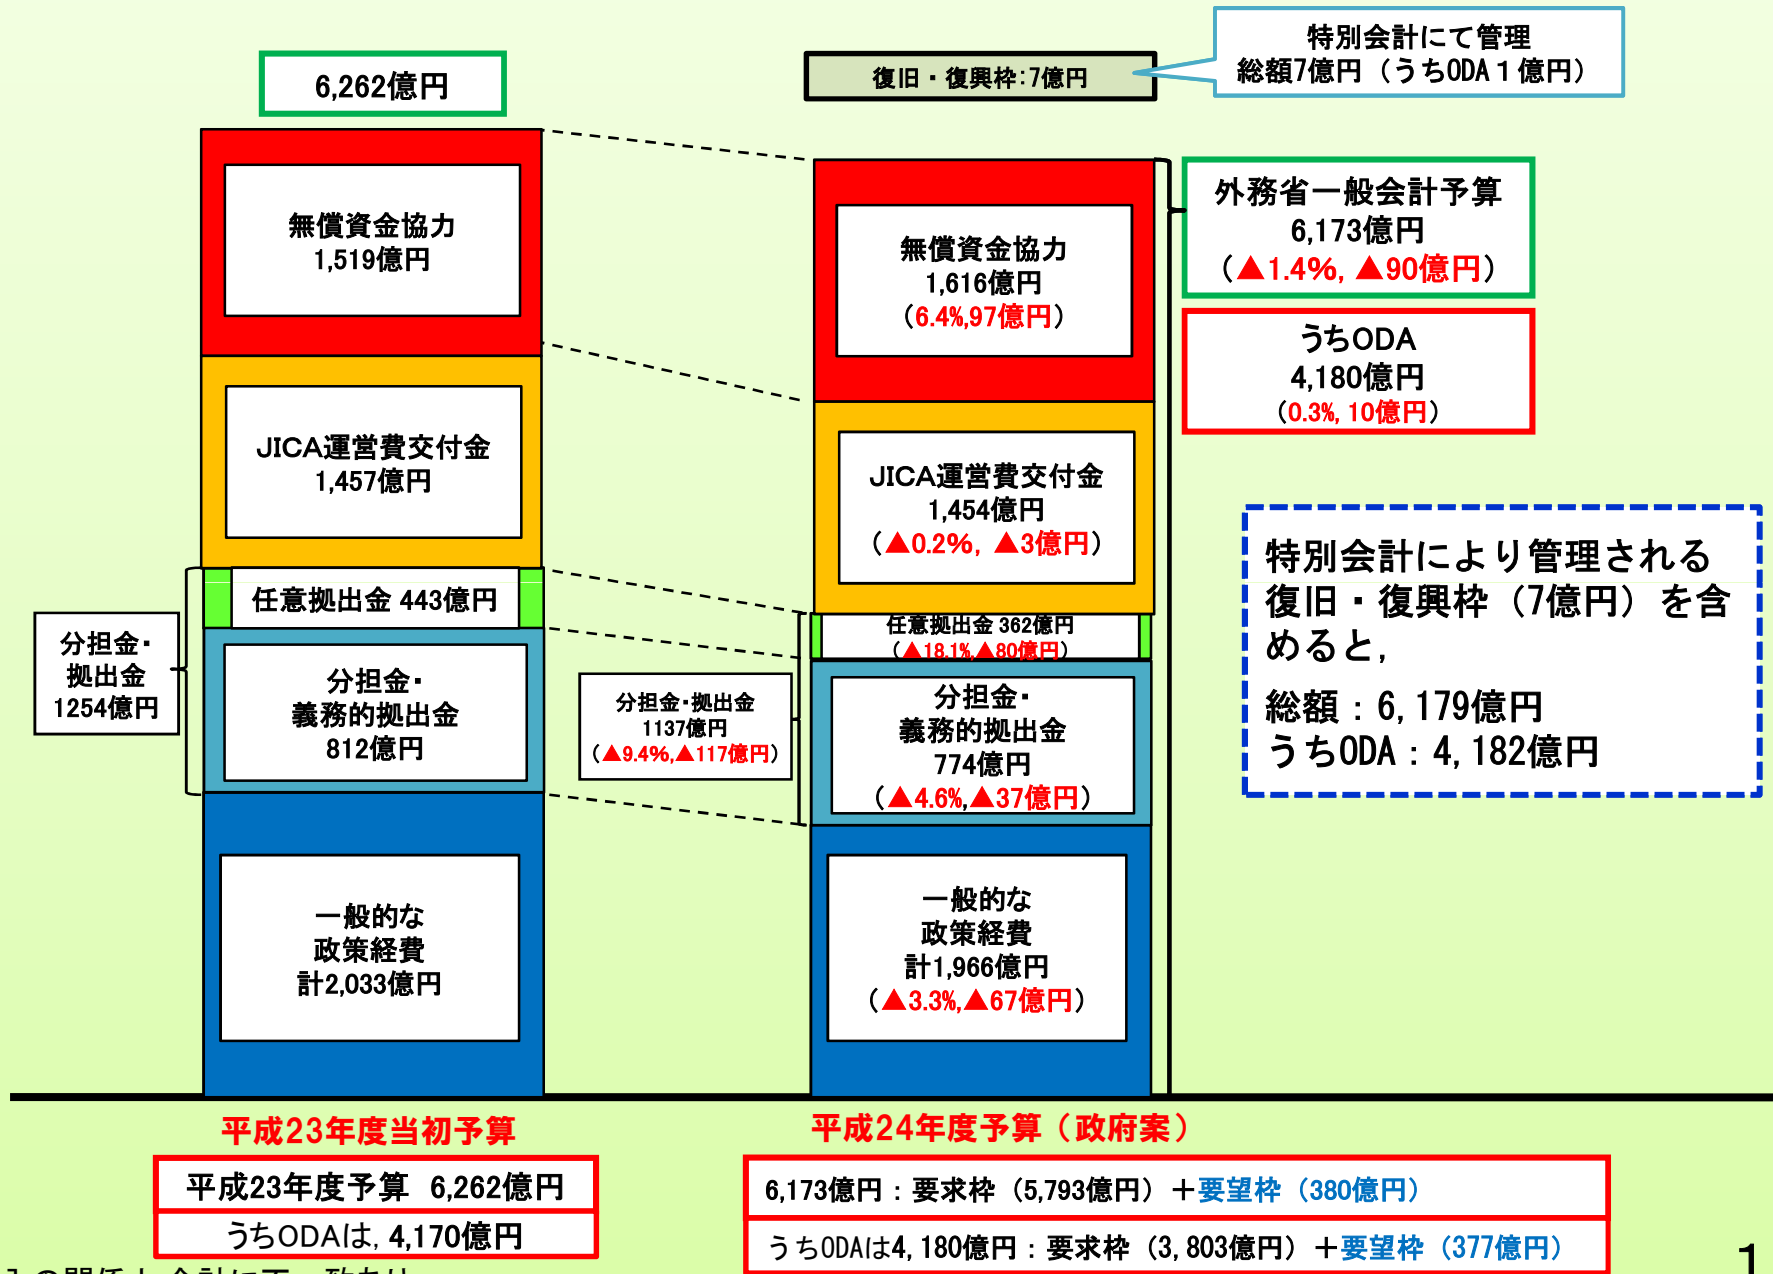 特別会計にて管理
総額7億円（うちODA１億円）
6,262億円
復旧・復興枠：7億円
無償資金協力
1,519億円
JICA運営費交付金
1,457億円
任意拠出金 443億円
分担金・
拠出金
1254億円
分担金・
義務的拠出金
812億円
一般的な
政策経費
計2,033億円
無償資金協力
1,616億円
（6.4%,97億円）
JICA運営費交付金
1,454億円
（▲0.2%, ▲3億円）
任意拠出金 362億円
（▲18.1%,▲80億円）
分担金・拠出金
1137億円
（▲9.4%,▲117億円）
分担金・
義務的拠出金
774億円
（▲4.6%,▲37億円）
一般的な
政策経費
計1,966億円
（▲3.3%,▲67億円）
外務省一般会計予算
6,173億円
（▲1.4%, ▲90億円）
うちODA
4,180億円
（0.3%, 10億円）
特別会計により管理される
復旧・復興枠（7億円）を含
めると,
総額：6,179億円
うちODA：4,182億円
平成23年度当初予算
平成23年度予算 6,262億円
うちODAは, 4,170億円
平成24年度予算（政府案）
6,173億円：要求枠（5,793億円）＋要望枠（380億円）
うちODAは4,180億円：要求枠（3,803億円）＋要望枠（377億円）
1